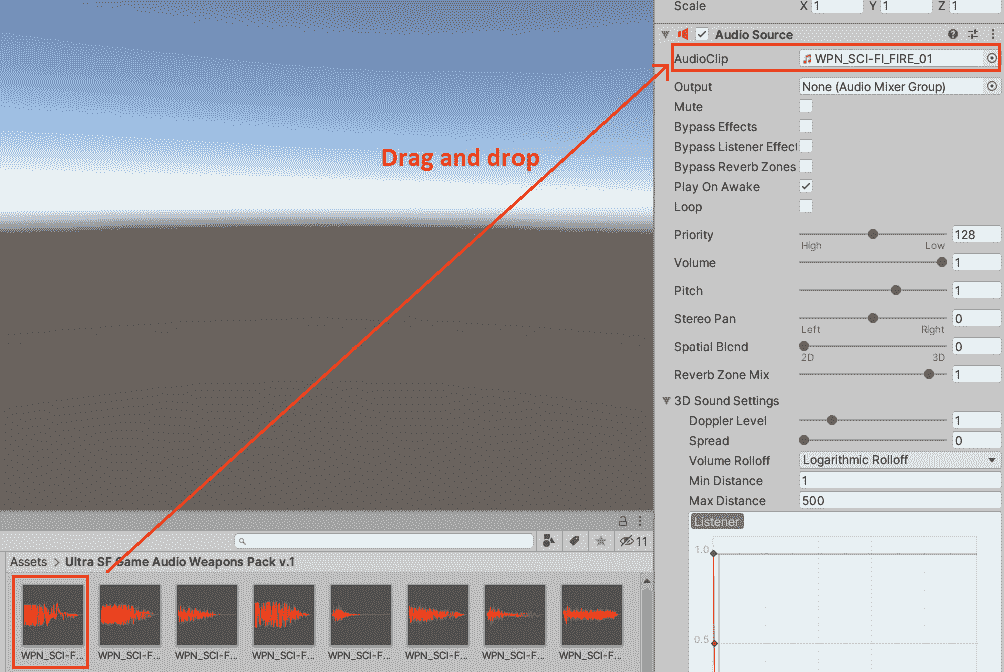 Scale X 1 Y 1 Z 1
Audio Source
AudioClip WPN_SCI-FI_FIRE_01
Output None (Audio Mixer Group)
Mute
Bypass Effects
Bypass Listener Effect
Bypass Reverb Zones
Play On Awake
Loop
Priority 128
High Low
Volume 1
Pitch 1
Stereo Pan 0
Left Right
Spatial Blend 0
2D 3D
Reverb Zone Mix 1
3D Sound Settings
Doppler Level 1
Spread 0
Volume Rolloff Logarithmic Rolloff
Min Distance 1
Max Distance 500
Listener
1.0
0.5
Drag and drop
11
Assets > Ultra SF Game Audio Weapons Pack v.1
WPN_SCI-F... WPN_SCI-F... WPN_SCI-F... WPN_SCI-F... WPN_SCI-F... WPN_SCI-F... WPN_SCI-F... WPN_SCI-F...